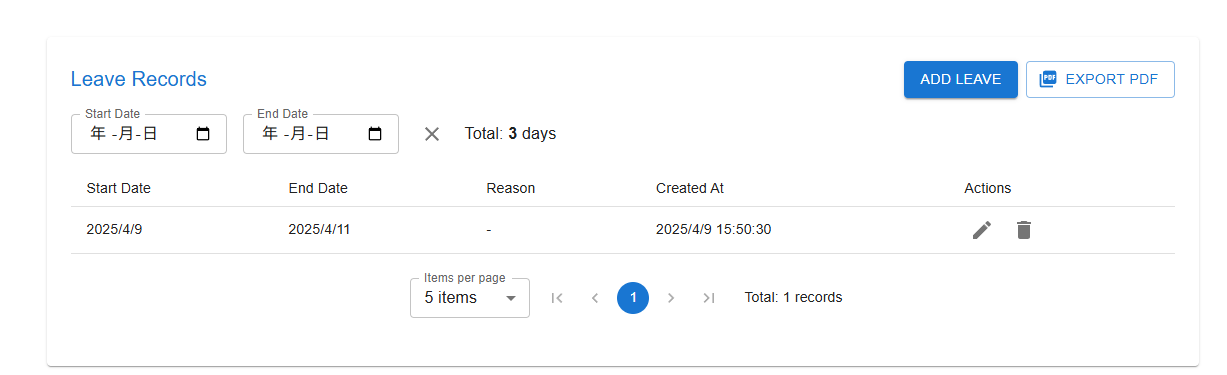 Leave Records
ADD LEAVE
PDF EXPORT PDF
Start Date
End Date
年 -月-日
年 -月-日
Total: 3 days
Start Date End Date Reason Created At Actions
2025/4/9 2025/4/11 - 2025/4/9 15:50:30
Items per page
5 items
1
Total: 1 records